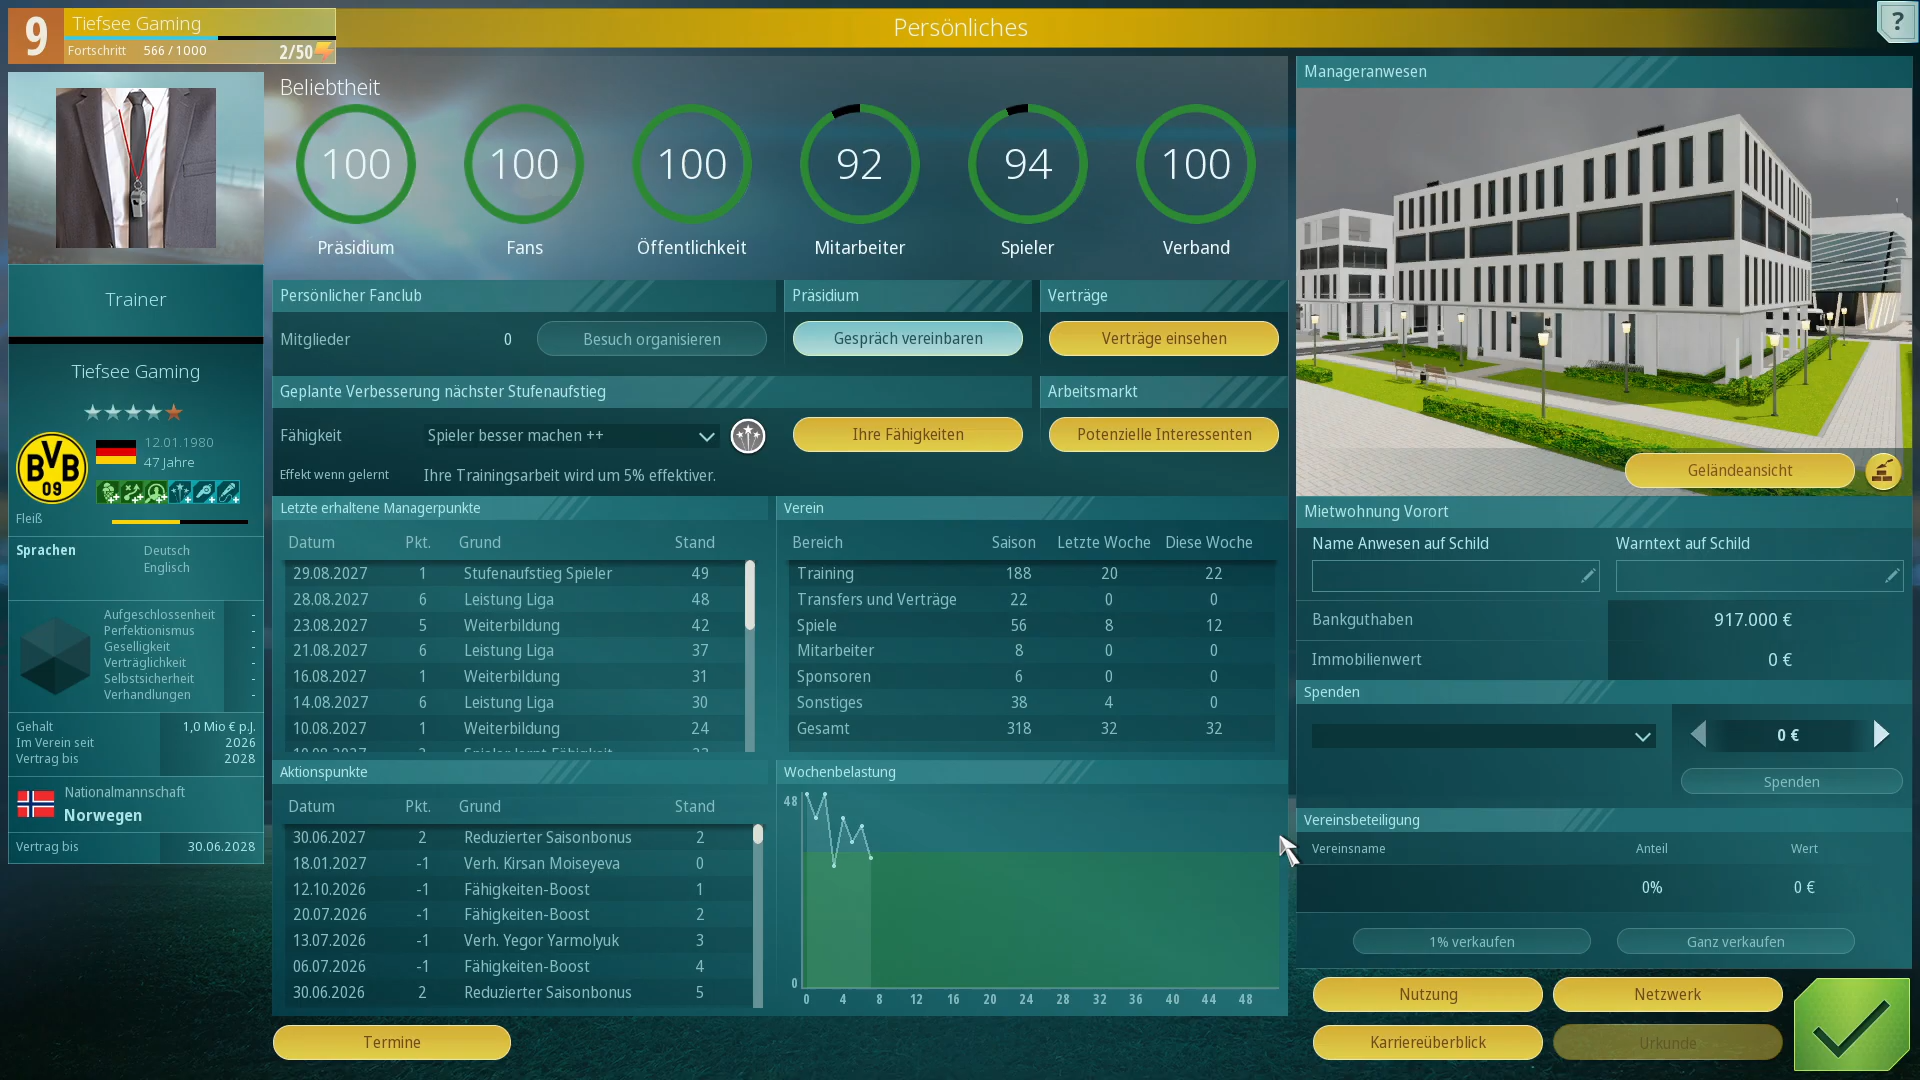 9
Tiefsee Gaming
Fortschritt 566 / 1000
2/50
Persönliches
?
Trainer
Tiefsee Gaming
BVB
09
12.01.1980
47 Jahre
Fleiß
Sprachen Deutsch
Englisch
Aufgeschlossenheit -
Perfektionismus -
Geselligkeit -
Verträglichkeit -
Selbstsicherheit -
Verhandlungen -
Gehalt 1,0 Mio € p.J.
Im Verein seit 2026
Vertrag bis 2028
Nationalmannschaft
Norwegen
Vertrag bis 30.06.2028
Beliebtheit
100 100 100 92 94 100
Präsidium Fans Öffentlichkeit Mitarbeiter Spieler Verband
Persönlicher Fanclub
Mitglieder 0 Besuch organisieren
Präsidium
Gespräch vereinbaren
Verträge
Verträge einsehen
Geplante Verbesserung nächster Stufenaufstieg
Fähigkeit Spieler besser machen ++
Ihre Fähigkeiten
Effekt wenn gelernt Ihre Trainingsarbeit wird um 5% effektiver.
Arbeitsmarkt
Potenzielle Interessenten
Letzte erhaltene Managerpunkte
Datum Pkt. Grund Stand
29.08.2027 1 Stufenaufstieg Spieler 49
28.08.2027 6 Leistung Liga 48
23.08.2027 5 Weiterbildung 42
21.08.2027 6 Leistung Liga 37
16.08.2027 1 Weiterbildung 31
14.08.2027 6 Leistung Liga 30
10.08.2027 1 Weiterbildung 24
Verein
Bereich Saison Letzte Woche Diese Woche
Training 188 20 22
Transfers und Verträge 22 0 0
Spiele 56 8 12
Mitarbeiter 8 0 0
Sponsoren 6 0 0
Sonstiges 38 4 0
Gesamt 318 32 32
Aktionspunkte
Datum Pkt. Grund Stand
30.06.2027 2 Reduzierter Saisonbonus 2
18.01.2027 -1 Verh. Kirsan Moiseyeva 0
12.10.2026 -1 Fähigkeiten-Boost 1
20.07.2026 -1 Fähigkeiten-Boost 2
13.07.2026 -1 Verh. Yegor Yarmolyuk 3
06.07.2026 -1 Fähigkeiten-Boost 4
30.06.2026 2 Reduzierter Saisonbonus 5
Wochenbelastung
48
0
0 4 8 12 16 20 24 28 32 36 40 44 48
Termine
Manageranwesen
Geländeansicht
Mietwohnung Vorort
Name Anwesen auf Schild Warntext auf Schild
Bankguthaben 917.000 €
Immobilienwert 0 €
Spenden
0 €
Spenden
Vereinsbeteiligung
Vereinsname Anteil Wert
0% 0 €
1% verkaufen Ganz verkaufen
Nutzung Netzwerk
Karriereüberblick Urkunde